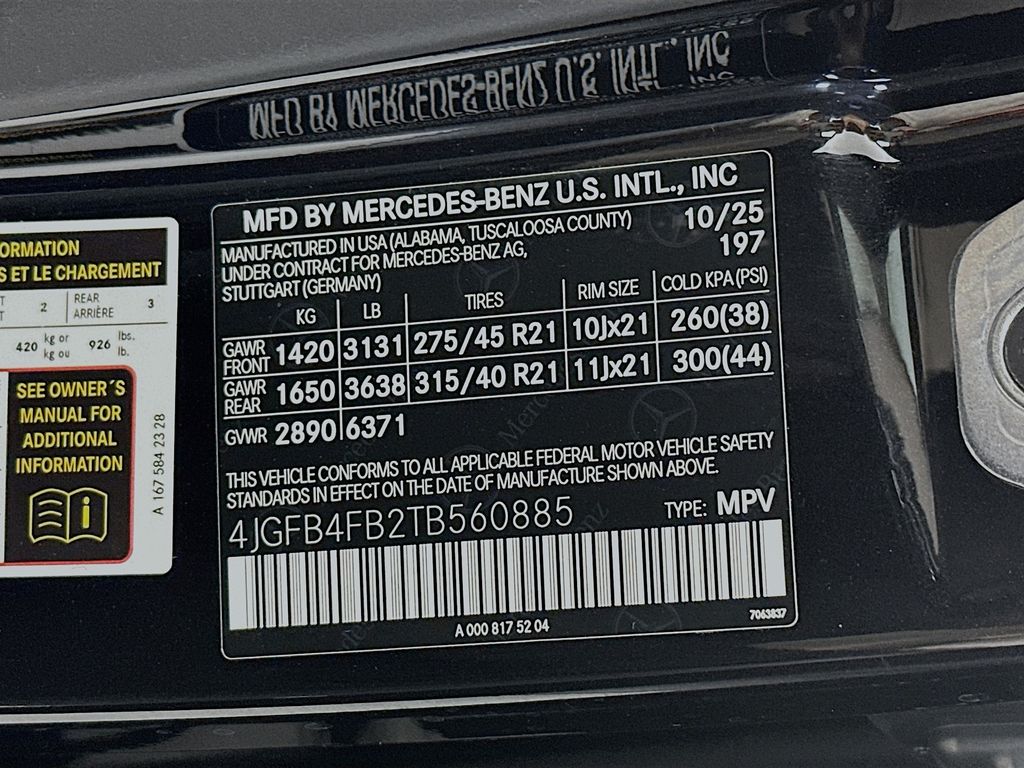 MFD BY MERCEDES-BENZ U.S. INTL., INC
MFD BY MERCEDES-BENZ U.S. INTL., INC
MANUFACTURED IN USA (ALABAMA, TUSCALOOSA COUNTY) 10/25
UNDER CONTRACT FOR MERCEDES-BENZ AG, 197
STUTTGART (GERMANY)
KG LB TIRES RIM SIZE COLD KPA(PSI)
GAWR FRONT 1420 3131 275/45 R21 10Jx21 260(38)
GAWR REAR 1650 3638 315/40 R21 11Jx21 300(44)
GVWR 2890 6371
THIS VEHICLE CONFORMS TO ALL APPLICABLE FEDERAL MOTOR VEHICLE SAFETY
STANDARDS IN EFFECT ON THE DATE OF MANUFACTURE SHOWN ABOVE.
4JGFB4FB2TB560885 TYPE: MPV
7043837
A 000 817 52 04
ORMATION
S ET LE CHARGEMENT
2 REAR ARRIÈRE 3
420 kg or kg ou 926 lbs. lb.
SEE OWNER´S
MANUAL FOR
ADDITIONAL
INFORMATION
A 167 584 23 28